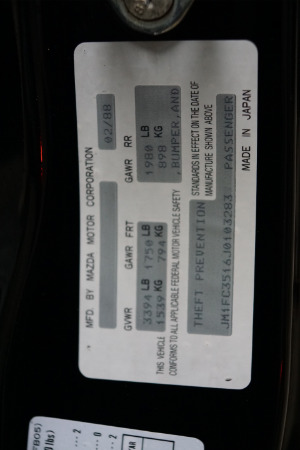 MFD. BY MAZDA MOTOR CORPORATION
02/88
GVWR GAWR FRT GAWR RR
3394 LB 1750 LB 1980 LB
1539 KG 794 KG 898 KG
THIS VEHICLE ,BUMPER,AND
CONFORMS TO ALL APPLICABLE FEDERAL MOTOR VEHICLE SAFETY
STANDARDS IN EFFECT ON THE DATE OF
THEFT PREVENTION MANUFACTURE SHOWN ABOVE
JM1FC3516J0103283 PASSENGER
MADE IN JAPAN